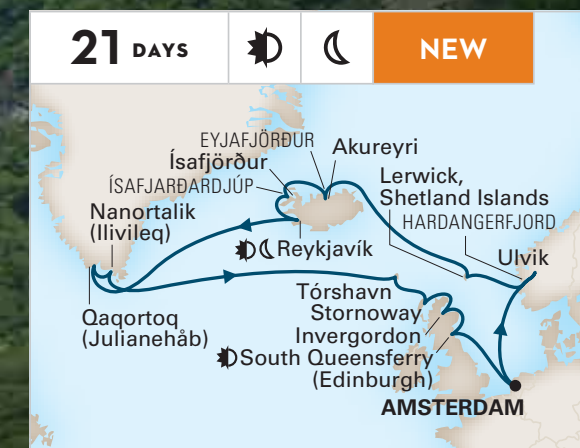 21 DAYS
NEW
EYJAFJÖRÐUR
Akureyri
Ísafjörður
ÍSAFJARÐARDJÚP
Lerwick,
Shetland Islands
HARDANGERFJORD
Nanortalik
(Ilivileq)
Reykjavík
Ulvik
Tórshavn
Stornoway
Invergordon
South Queensferry
(Edinburgh)
Qaqortoq
(Julianehåb)
AMSTERDAM